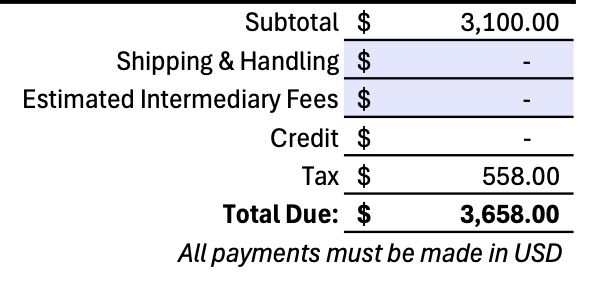 Subtotal $ 3,100.00
Shipping & Handling $ -
Estimated Intermediary Fees $ -
Credit $ -
Tax $ 558.00
Total Due: $ 3,658.00
All payments must be made in USD